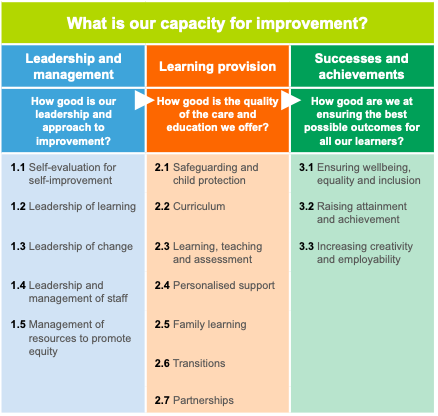 What is our capacity for improvement?
Leadership and
management
How good is our
leadership and
approach to
improvement?
1.1 Self-evaluation for
self-improvement
1.2 Leadership of learning
1.3 Leadership of change
1.4 Leadership and
management of staff
1.5 Management of
resources to promote
equity
Learning provision
How good is the quality
of the care and
education we offer?
2.1 Safeguarding and
child protection
2.2 Curriculum
2.3 Learning, teaching
and assessment
2.4 Personalised support
2.5 Family learning
2.6 Transitions
2.7 Partnerships
Successes and
achievements
How good are we at
ensuring the best
possible outcomes for
all our learners?
3.1 Ensuring wellbeing,
equality and inclusion
3.2 Raising attainment
and achievement
3.3 Increasing creativity
and employability